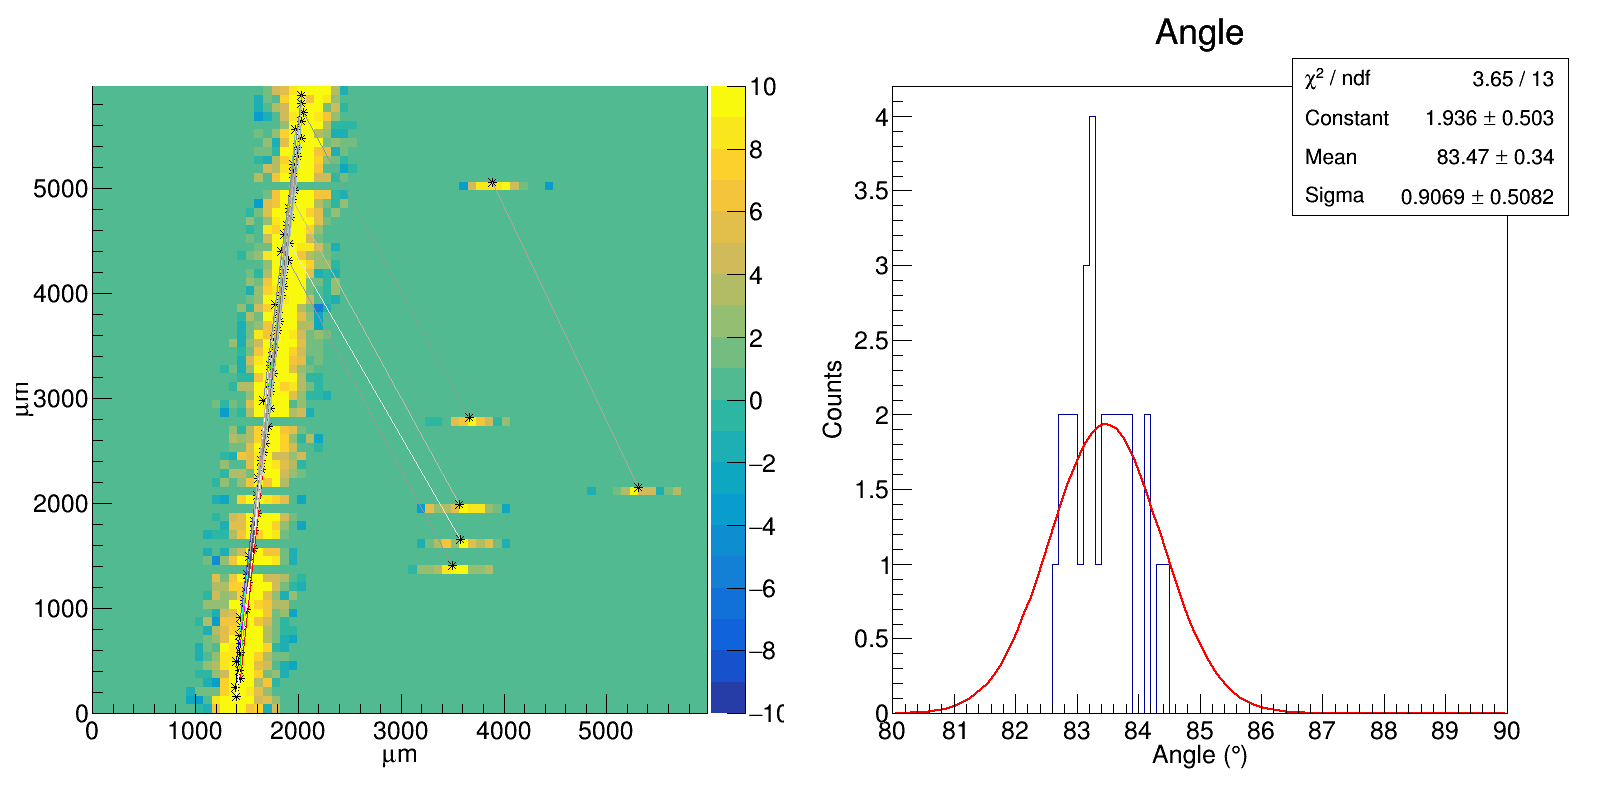 Angle
χ² / ndf 3.65 / 13
Constant 1.936 ± 0.503
Mean 83.47 ± 0.34
Sigma 0.9069 ± 0.5082
μm
5000
4000
3000
2000
1000
0
0 1000 2000 3000 4000 5000
μm
10
8
6
4
2
0
−2
−4
−6
−8
−10
Counts
4
3.5
3
2.5
2
1.5
1
0.5
0
80 81 82 83 84 85 86 87 88 89 90
Angle (°)